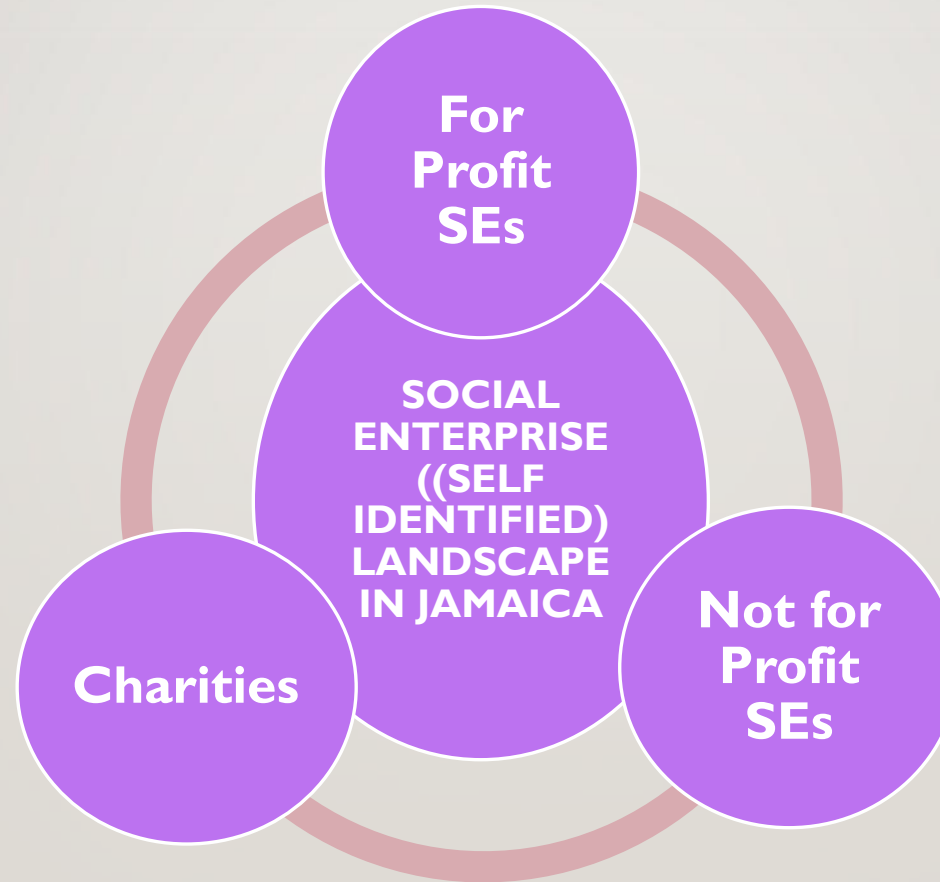 For
Profit
SEs
SOCIAL
ENTERPRISE
((SELF
IDENTIFIED)
LANDSCAPE
IN JAMAICA
Not for
Profit
SEs
Charities